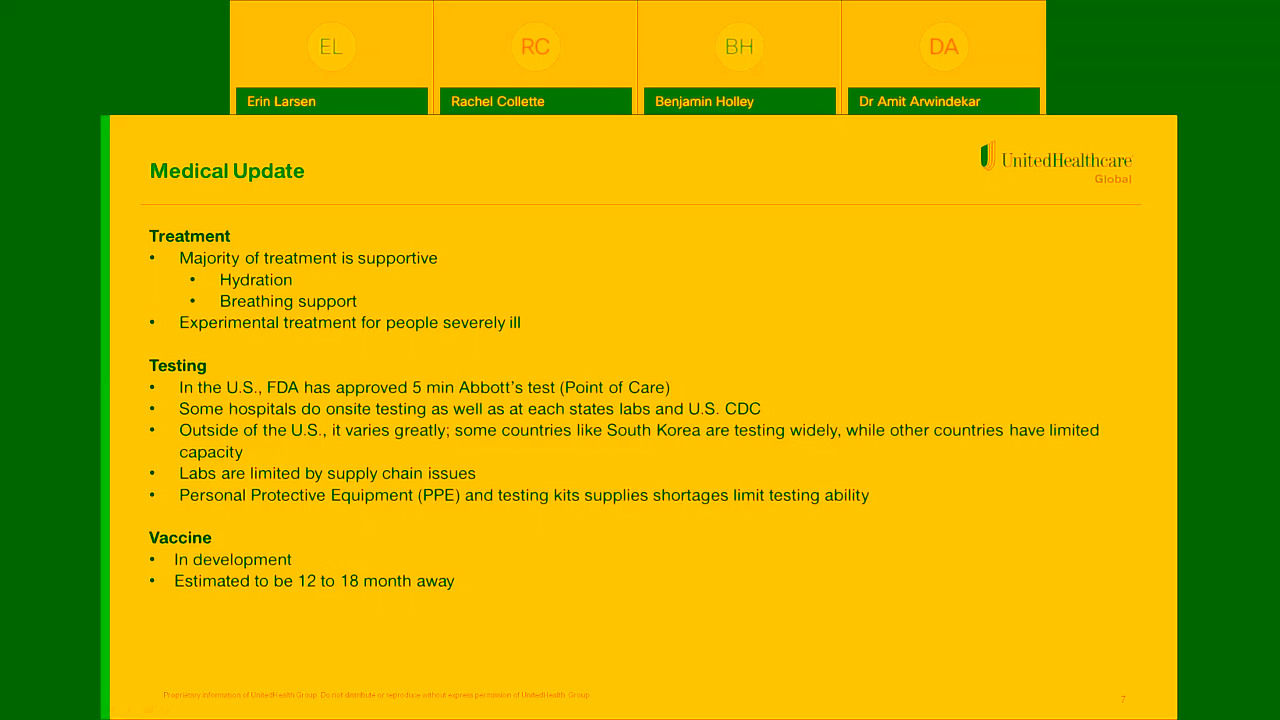 EL
RC
BH
DA
Erin Larsen
Rachel Collette
Benjamin Holley
Dr Amit Arwindekar
UnitedHealthcare
Global
Medical Update
Treatment
• Majority of treatment is supportive
• Hydration
• Breathing support
• Experimental treatment for people severely ill
Testing
• In the U.S., FDA has approved 5 min Abbott's test (Point of Care)
• Some hospitals do onsite testing as well as at each states labs and U.S. CDC
• Outside of the U.S., it varies greatly; some countries like South Korea are testing widely, while other countries have limited
capacity
• Labs are limited by supply chain issues
• Personal Protective Equipment (PPE) and testing kits supplies shortages limit testing ability
Vaccine
• In development
• Estimated to be 12 to 18 month away
Proprietary information of UnitedHealth Group. Do not distribute or reproduce without express permission of UnitedHealth Group.
7